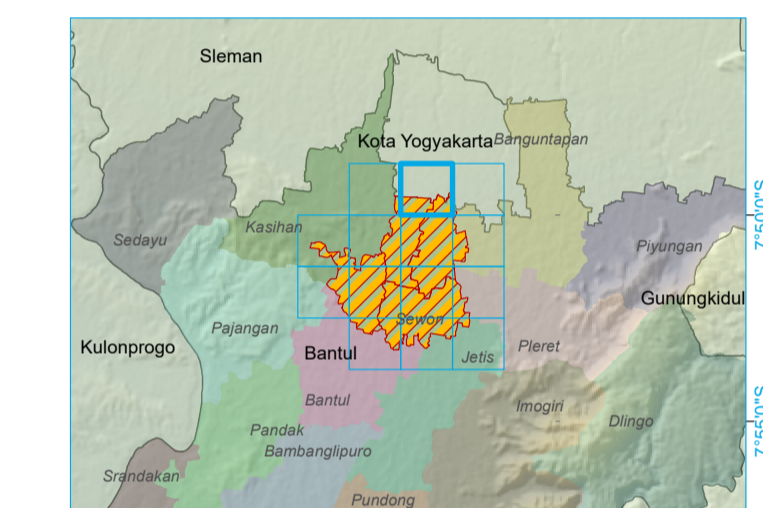 Sleman
Kota Yogyakarta
Banguntapan
7°50'0"S
Kasihan
Sedayu
Piyungan
Gunungkidul
Sewon
Pajangan
Kulonprogo
Bantul
Jetis
Pleret
Bantul
Imogiri
Dlingo
Pandak
7°55'0"S
Bambanglipuro
Srandakan
Pundong